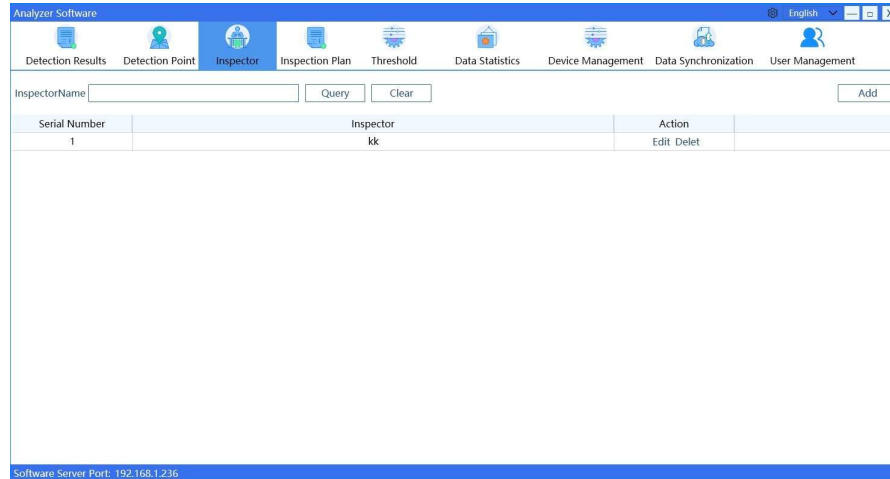 Analyzer Software English
Detection Results Detection Point Inspector Inspection Plan Threshold Data Statistics Device Management Data Synchronization User Management
InspectorName Query Clear Add
Serial Number Inspector Action
1 kk Edit Delet
Software Server Port: 192.168.1.236